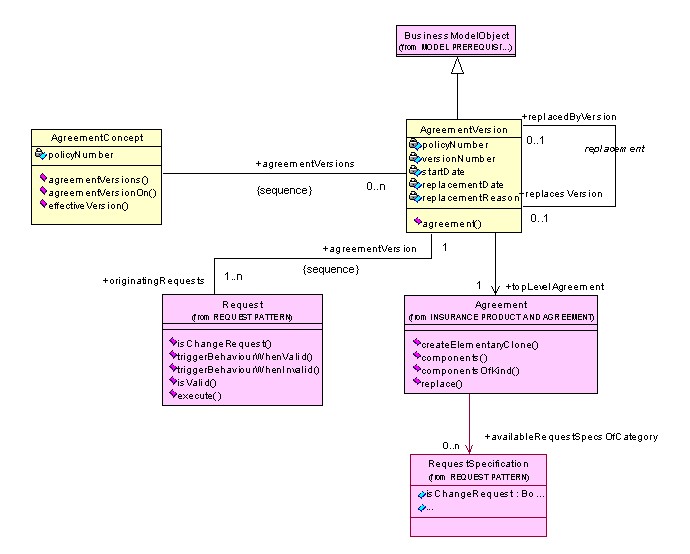 BusinessModelObject
(from MODEL PREREQUISI...)
AgreementConcept
policyNumber
agreementVersions()
agreementVersionOn()
effectiveVersion()
+agreementVersions
{sequence}
0..n
AgreementVersion
policyNumber
versionNumber
startDate
replacementDate
replacementReason
agreement()
+replacedByVersion
0..1
replacement
+replacesVersion
0..1
+agreementVersion
1
{sequence}
+originatingRequests
1..n
1
+topLevelAgreement
Request
(from REQUEST PATTERN)
isChangeRequest()
triggerBehaviourWhenValid()
triggerBehaviourWhenInvalid()
isValid()
execute()
Agreement
(from INSURANCE PRODUCT AND AGREEMENT)
createElementaryClone()
components()
componentsOfKind()
replace()
+availableRequestSpecsOfCategory
0..n
RequestSpecification
(from REQUEST PATTERN)
isChangeRequest : Bo...
...